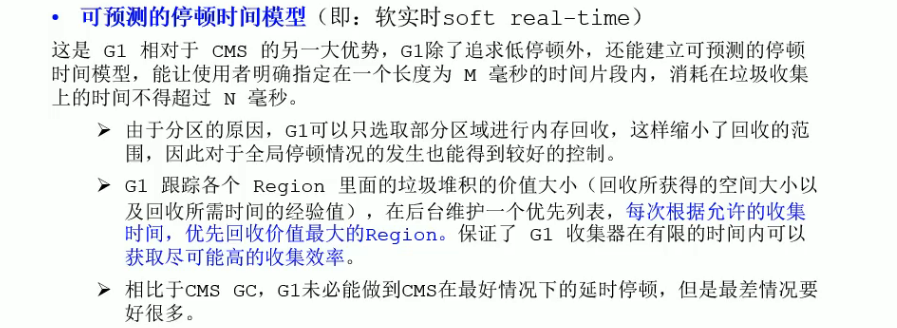 • 可预测的停顿时间模型（即：软实时soft real-time）
这是 G1 相对于 CMS 的另一大优势，G1除了追求低停顿外，还能建立可预测的停顿
时间模型，能让使用者明确指定在一个长度为 M 毫秒的时间片段内，消耗在垃圾收集
上的时间不得超过 N 毫秒。
➢ 由于分区的原因，G1可以只选取部分区域进行内存回收，这样缩小了回收的范
围，因此对于全局停顿情况的发生也能得到较好的控制。
➢ G1 跟踪各个 Region 里面的垃圾堆积的价值大小（回收所获得的空间大小以
及回收所需时间的经验值），在后台维护一个优先列表，每次根据允许的收集
时间，优先回收价值最大的Region。保证了 G1 收集器在有限的时间内可以
获取尽可能高的收集效率。
➢ 相比于CMS GC，G1未必能做到CMS在最好情况下的延时停顿，但是最差情况要
好很多。